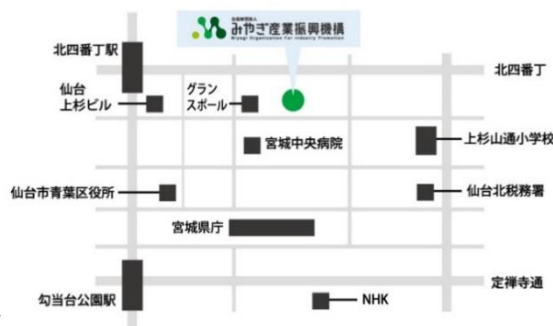 公益財団法人
みやぎ産業振興機構
Miyagi Organization for Industry Promotion
北四番丁駅
北四番丁
仙台
上杉ビル
グラン
スポール
宮城中央病院
上杉山通小学校
仙台市青葉区役所
仙台北税務署
宮城県庁
定禅寺通
勾当台公園駅
NHK